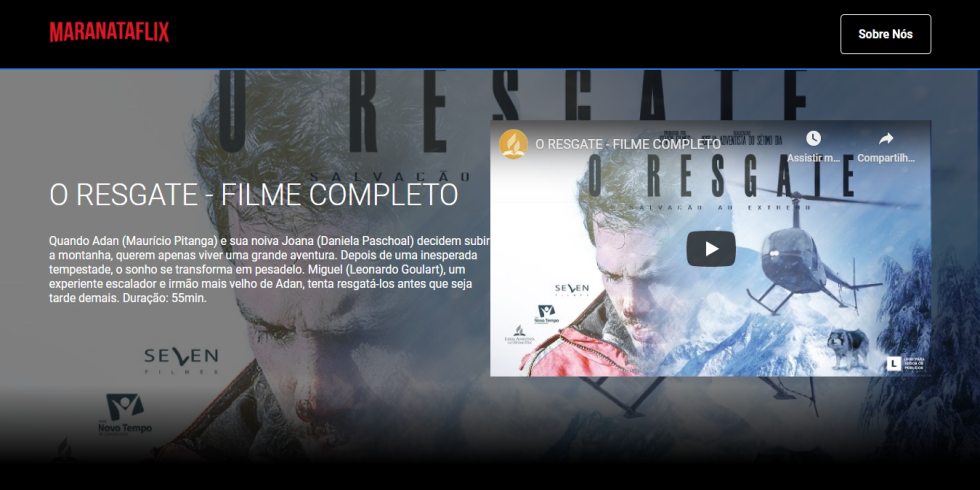 MARANATAFLIX
Sobre Nós
O RESGATE
SALVAÇÃO
O RESGATE - FILME COMPLETO
Quando Adan (Maurício Pitanga) e sua noiva Joana (Daniela Paschoal) decidem subir
a montanha, querem apenas viver uma grande aventura. Depois de uma inesperada
tempestade, o sonho se transforma em pesadelo. Miguel (Leonardo Goulart), um
experiente escalador e irmão mais velho de Adan, tenta resgatá-los antes que seja
tarde demais. Duração: 55min.
SEVEN
FILMES
Novo Tempo
O RESGATE - FILME COMPLETO
Assistir m...
Compartilh...
O RESGATE
SALVAÇÃO AO EXTREMO
SEVEN
FILMES
Novo Tempo
L